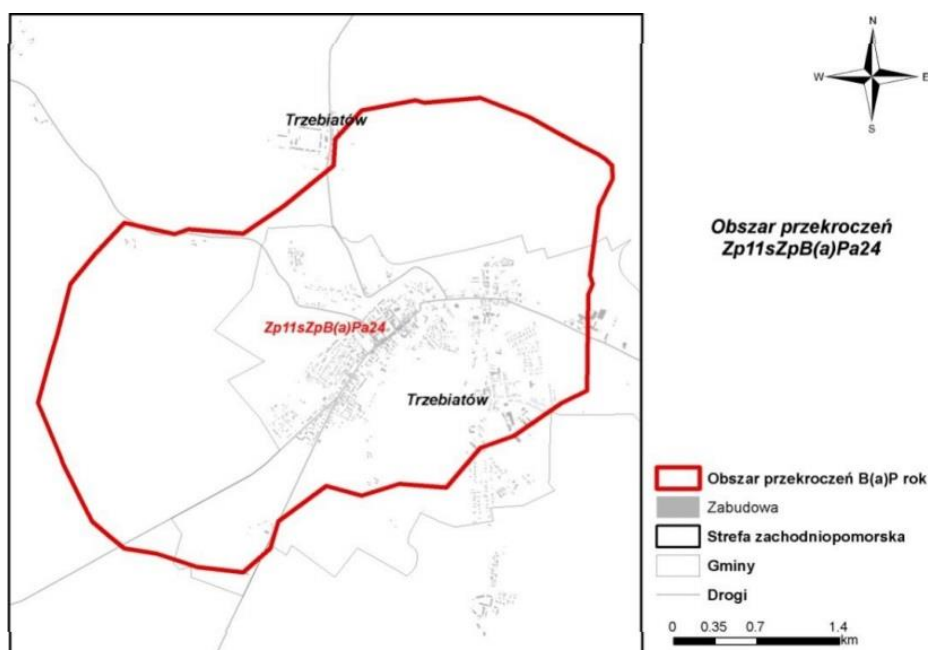 Trzebiatów
Zp11sZpB(a)Pa24
Trzebiatów
N
W
E
S
Obszar przekroczeń
Zp11sZpB(a)Pa24
Obszar przekroczeń B(a)P rok
Zabudowa
Strefa zachodniopomorska
Gminy
Drogi
0 0.35 0.7 1.4
km